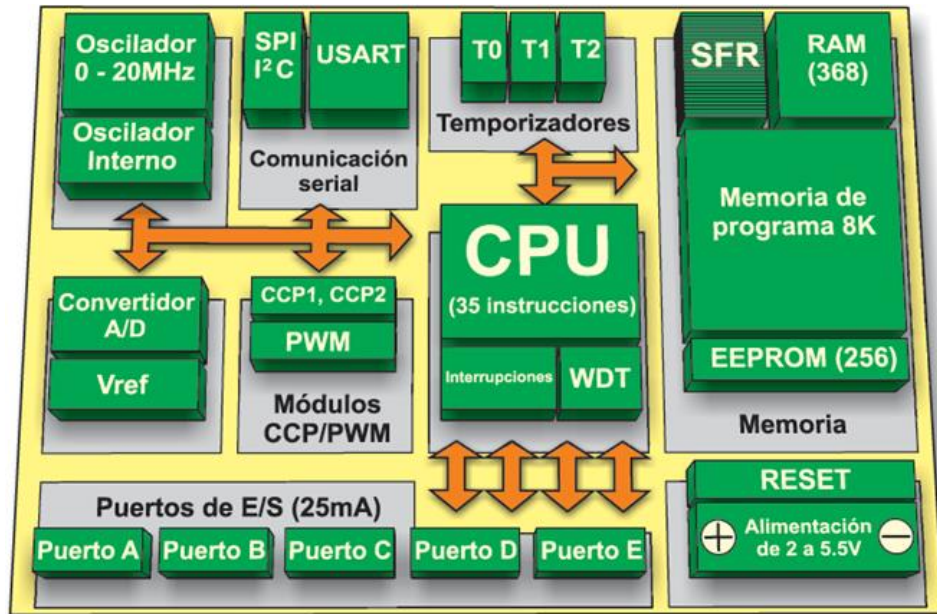 Oscilador
0 - 20MHz
Oscilador
Interno
SPI
I²C
USART
Comunicación
serial
T0
T1
T2
Temporizadores
SFR
RAM
(368)
Memoria de
programa 8K
EEPROM (256)
Memoria
CPU
(35 instrucciones)
Interrupciones
WDT
Convertidor
A/D
Vref
CCP1, CCP2
PWM
Módulos
CCP/PWM
Puertos de E/S (25mA)
Puerto A
Puerto B
Puerto C
Puerto D
Puerto E
RESET
+
Alimentación
de 2 a 5.5V
−